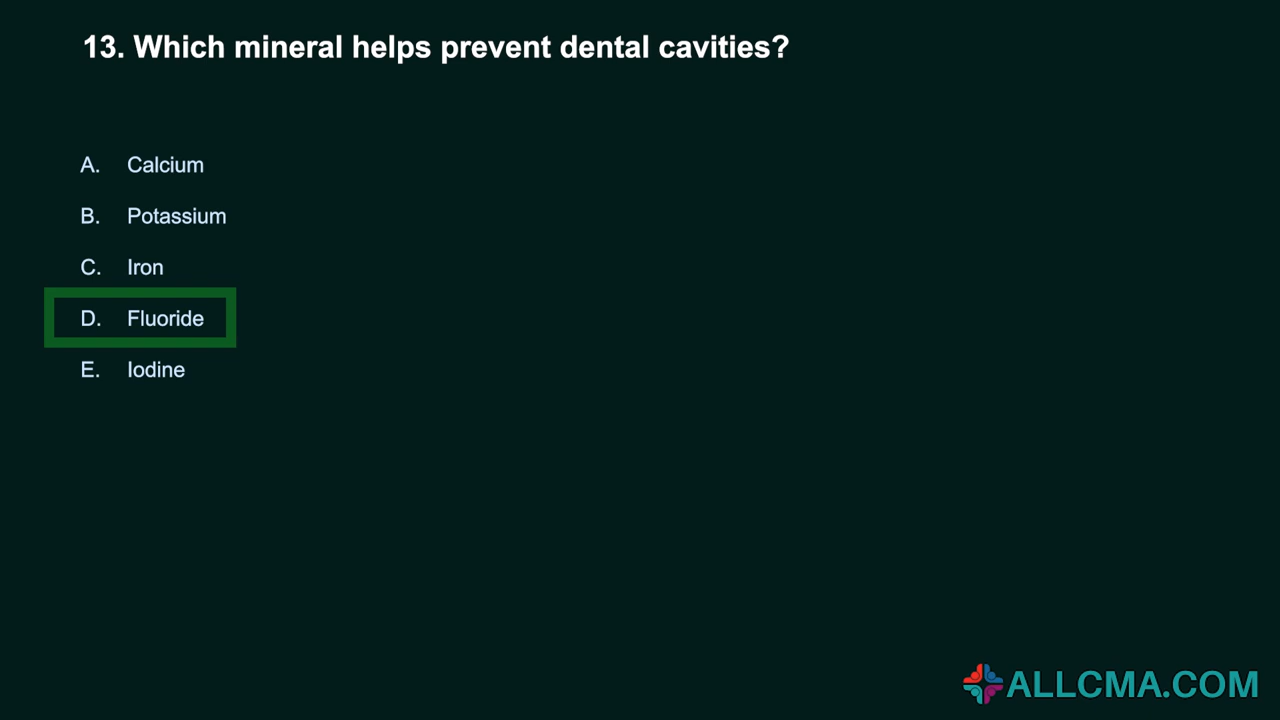 13. Which mineral helps prevent dental cavities?
A. Calcium
B. Potassium
C. Iron
D. Fluoride
E. Iodine
ALLCMA.COM